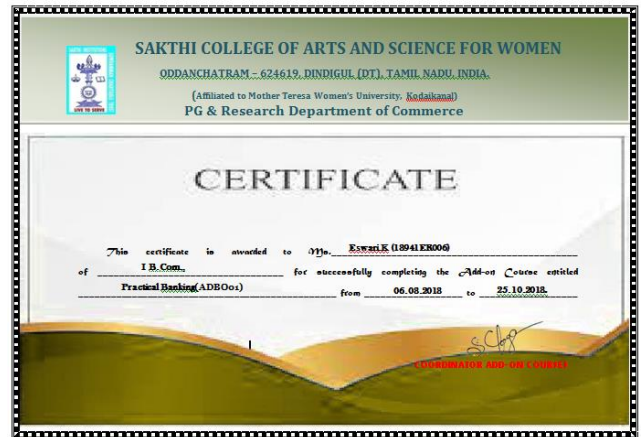 SAKTHI COLLEGE OF ARTS AND SCIENCE FOR WOMEN
ODDANCHATRAM – 624619, DINDIGUL (DT), TAMIL NADU, INDIA.
(Affiliated to Mother Teresa Women's University, Kodaikanal)
PG & Research Department of Commerce
CERTIFICATE
This certificate is awarded to Ms. Eswari.K (18941ER006)
of I B.Com., for successfully completing the Add-on Course entitled
Practical Banking(ADBO01) from 06.08.2018 to 25.10.2018.
COORDINATOR ADD-ON COURSES
LIVE TO SERVE